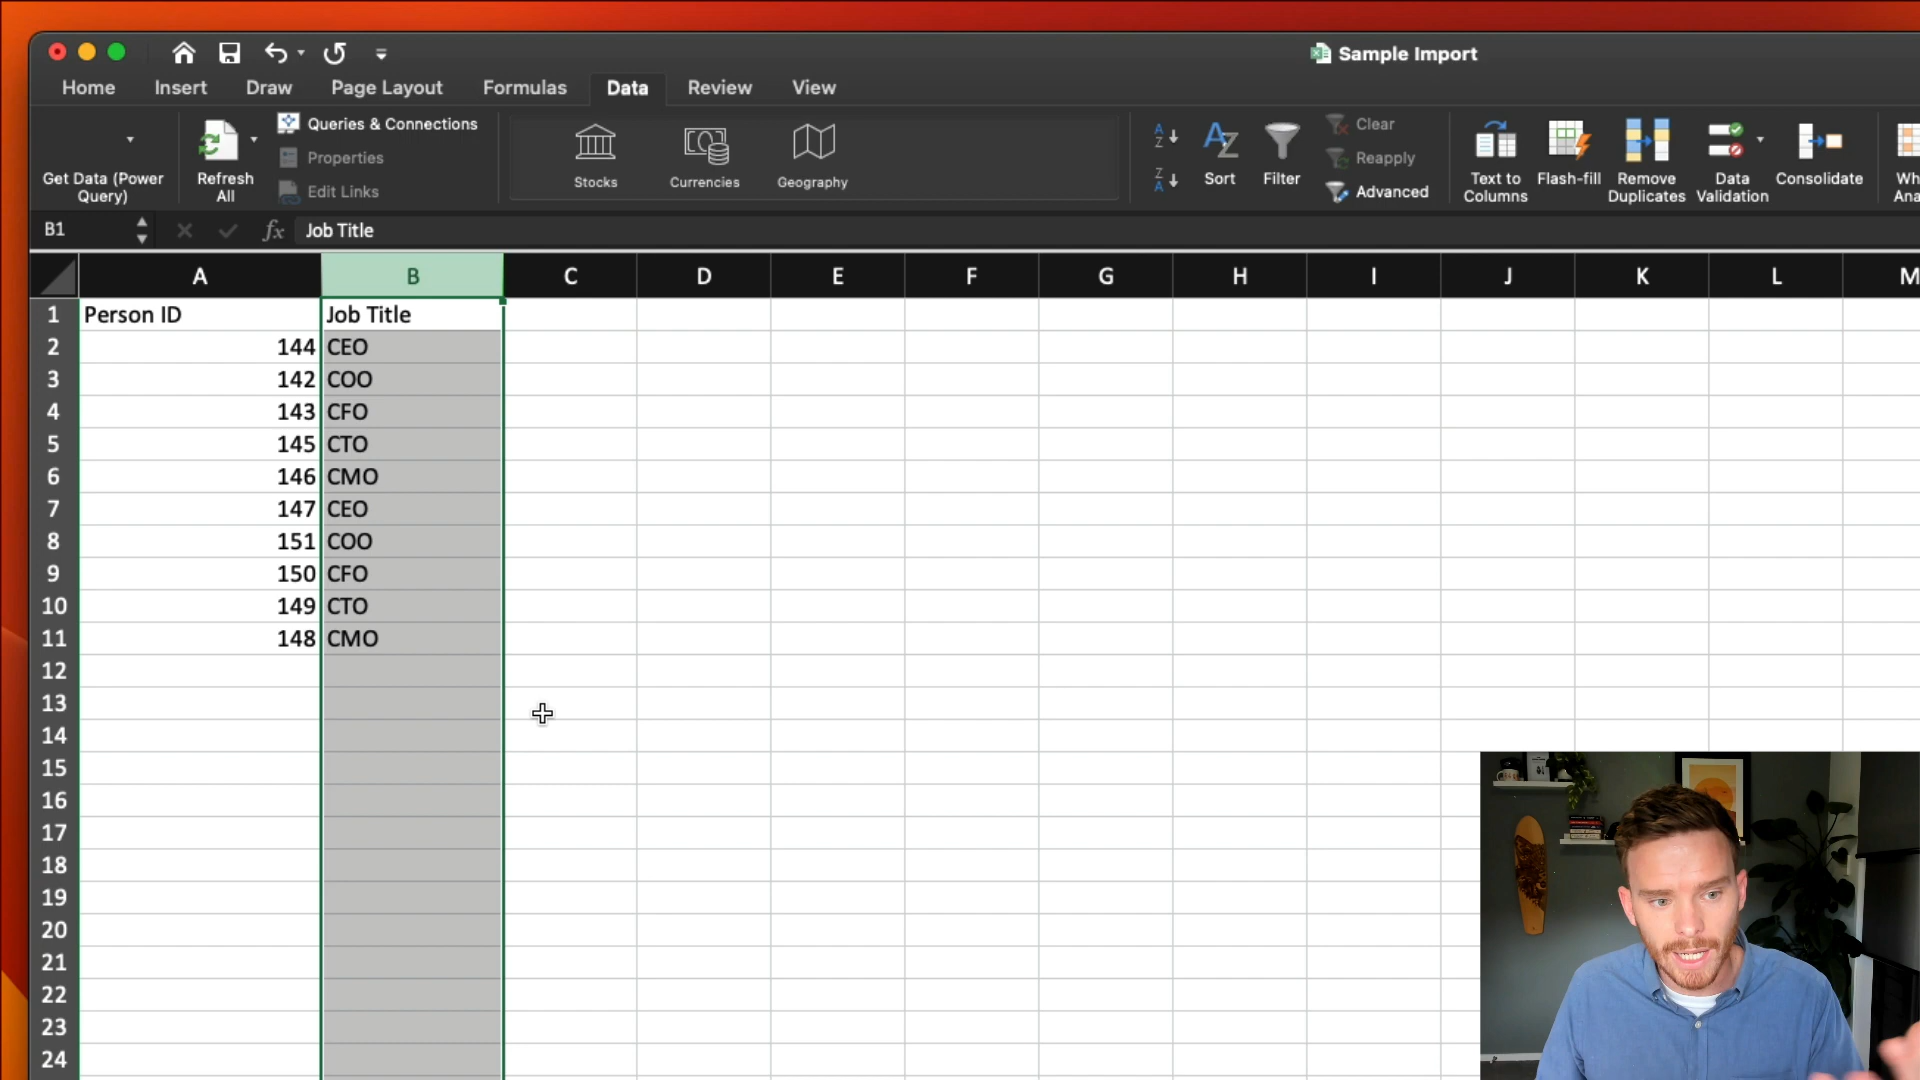 Sample Import
Home Insert Draw Page Layout Formulas Data Review View
Get Data (Power Query)
Refresh All
Queries & Connections
Properties
Edit Links
Stocks Currencies Geography
Sort Filter
Clear
Reapply
Advanced
Text to Columns
Flash-fill
Remove Duplicates
Data Validation
Consolidate
B1 fx Job Title
A B C D E F G H I J K L M
1 Person ID Job Title
2 144 CEO
3 142 COO
4 143 CFO
5 145 CTO
6 146 CMO
7 147 CEO
8 151 COO
9 150 CFO
10 149 CTO
11 148 CMO
12
13
14
15
16
17
18
19
20
21
22
23
24